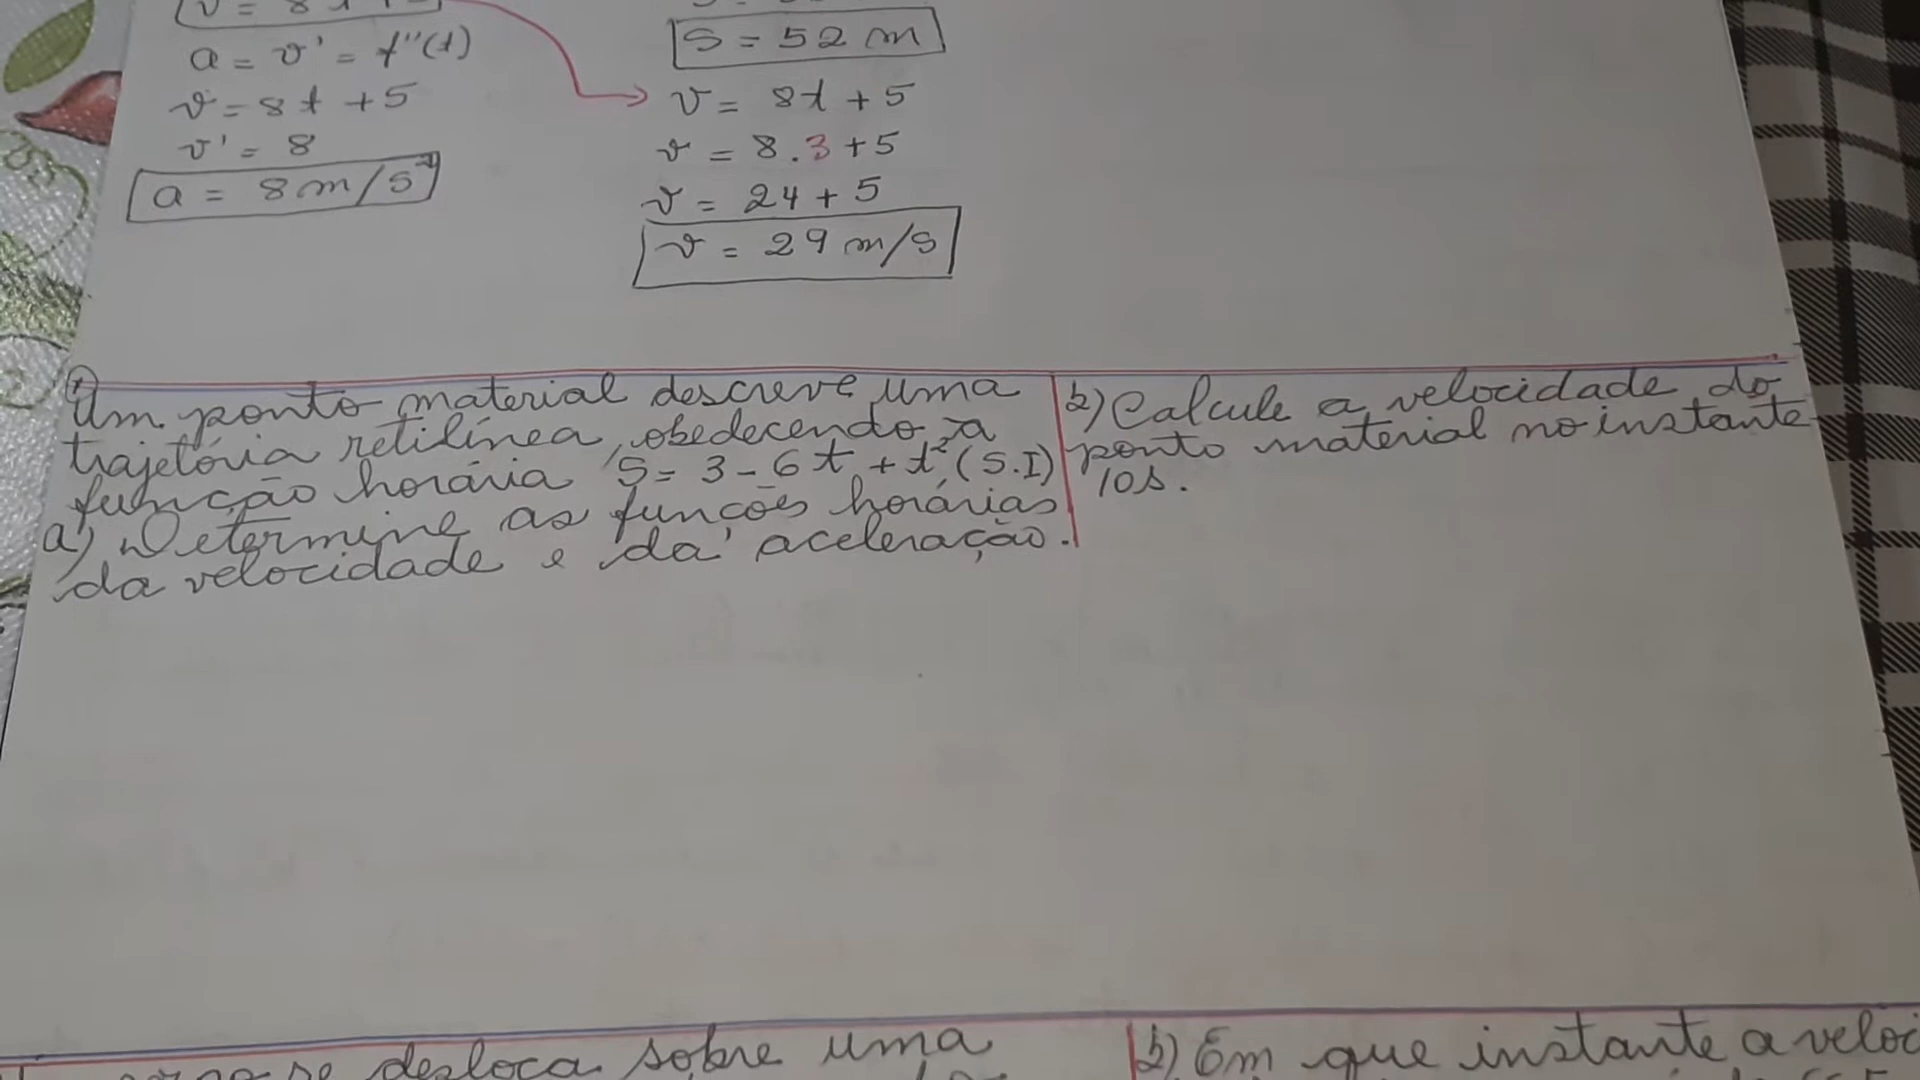 v = 8
a = v' = f''(t)
v = 8t + 5
v' = 8
a = 8m/s²
S = 52 m
v = 8t + 5
v = 8.3+5
v = 24 + 5
v = 29 m/s
Um ponto material descreve uma
trajetória retilínea, obedecendo a
função horária S = 3 - 6t + t² (S.I)
a) Determine as funções horárias
da velocidade e da aceleração.
b) Calcule a velocidade do
ponto material no instante
10s.
se desloca sobre uma
b) Em que instante a